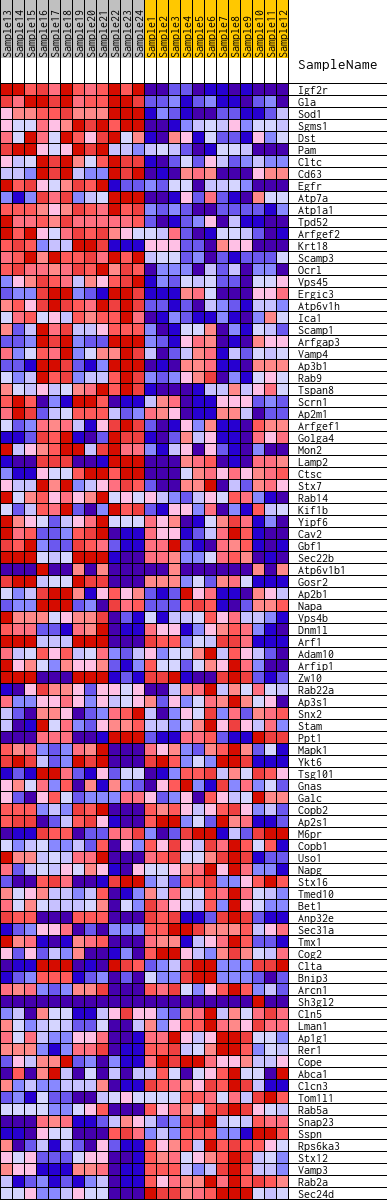 Sample13
Sample14
Sample15
Sample16
Sample17
Sample18
Sample19
Sample20
Sample21
Sample22
Sample23
Sample24
Sample1
Sample2
Sample3
Sample4
Sample5
Sample6
Sample7
Sample8
Sample9
Sample10
Sample11
Sample12
SampleName
Igf2r
Gla
Sod1
Sgms1
Dst
Pam
Cltc
Cd63
Egfr
Atp7a
Atp1a1
Tpd52
Arfgef2
Krt18
Scamp3
Ocrl
Vps45
Ergic3
Atp6v1h
Ica1
Scamp1
Arfgap3
Vamp4
Ap3b1
Rab9
Tspan8
Scrn1
Ap2m1
Arfgef1
Golga4
Mon2
Lamp2
Ctsc
Stx7
Rab14
Kif1b
Yipf6
Cav2
Gbf1
Sec22b
Atp6v1b1
Gosr2
Ap2b1
Napa
Vps4b
Dnm1l
Arf1
Adam10
Arfip1
Zw10
Rab22a
Ap3s1
Snx2
Stam
Ppt1
Mapk1
Ykt6
Tsg101
Gnas
Galc
Copb2
Ap2s1
M6pr
Copb1
Uso1
Napg
Stx16
Tmed10
Bet1
Anp32e
Sec31a
Tmx1
Cog2
Clta
Bnip3
Arcn1
Sh3gl2
Cln5
Lman1
Ap1g1
Rer1
Cope
Abca1
Clcn3
Tom1l1
Rab5a
Snap23
Sspn
Rps6ka3
Stx12
Vamp3
Rab2a
Sec24d